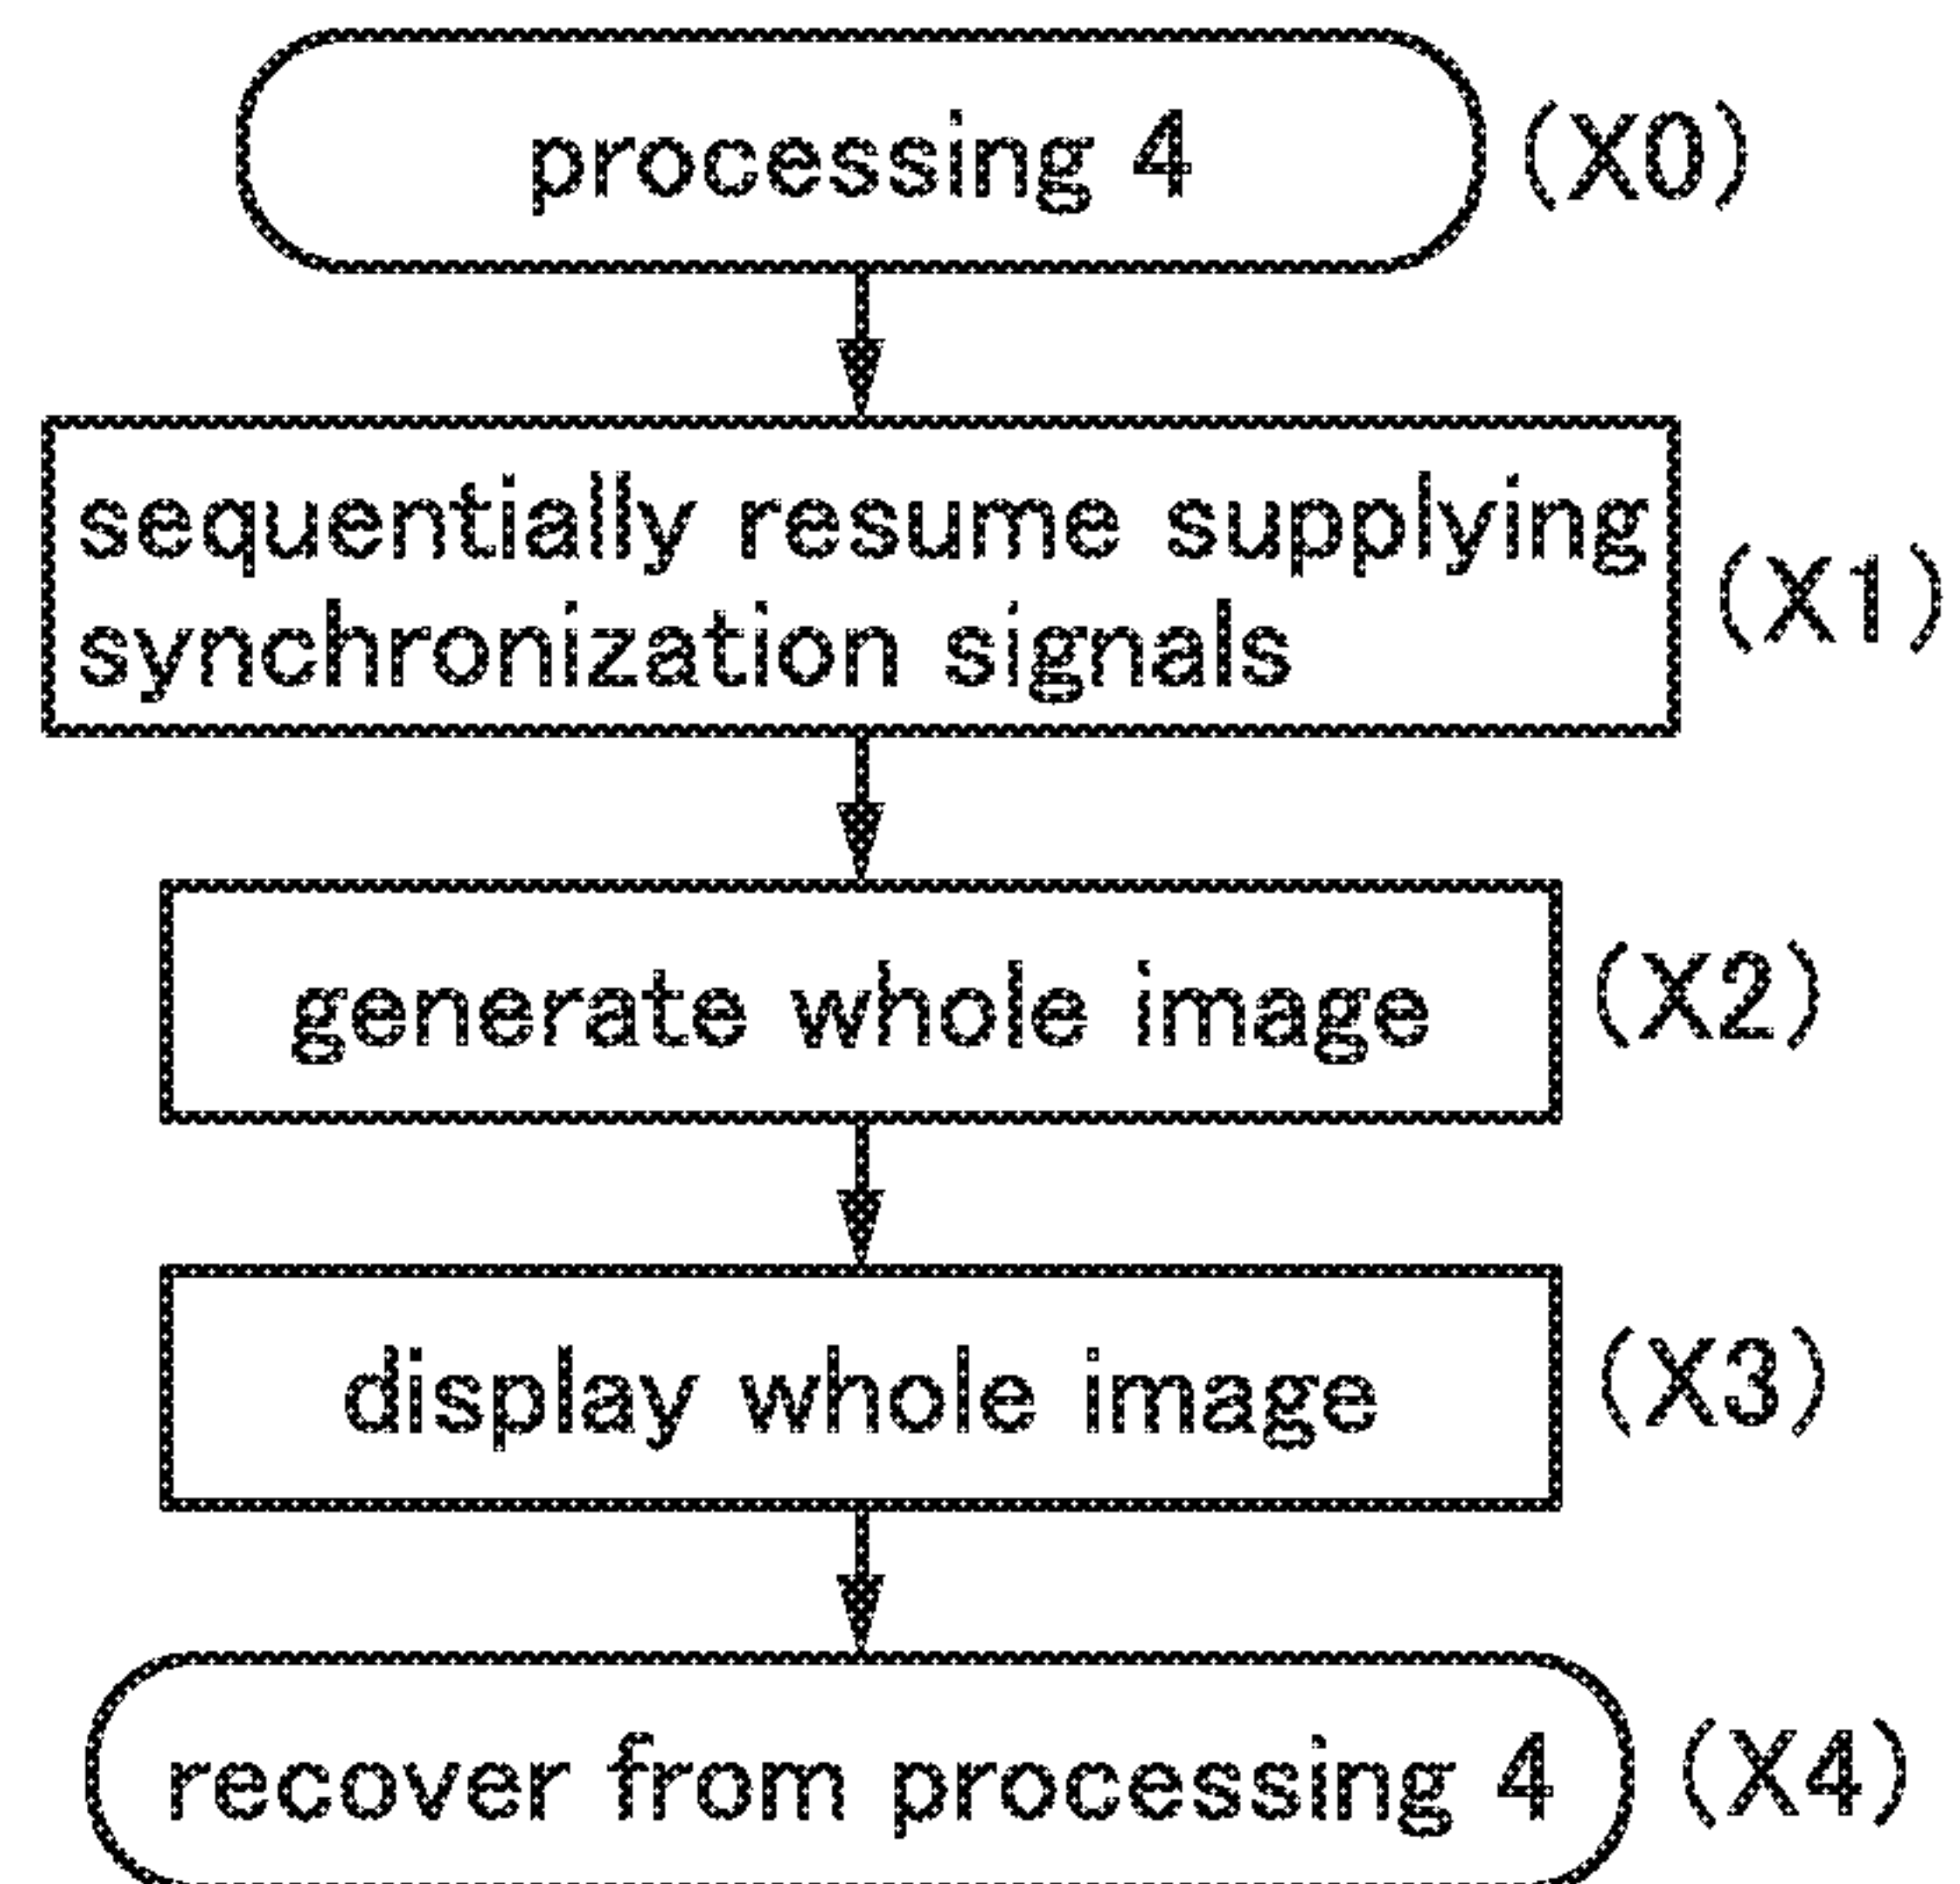 processing 4 (X0)
sequentially resume supplying
synchronization signals
(X1)
generate whole image (X2)
display whole image (X3)
recover from processing 4 (X4)